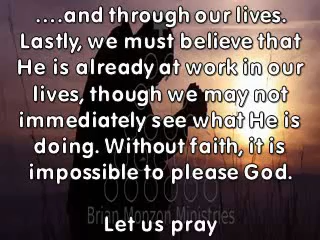 ....and through our lives.
Lastly, we must believe that
He is already at work in our
lives, though we may not
immediately see what He is
doing. Without faith, it is
impossible to please God.
Brian Monzon Ministries
Let us pray